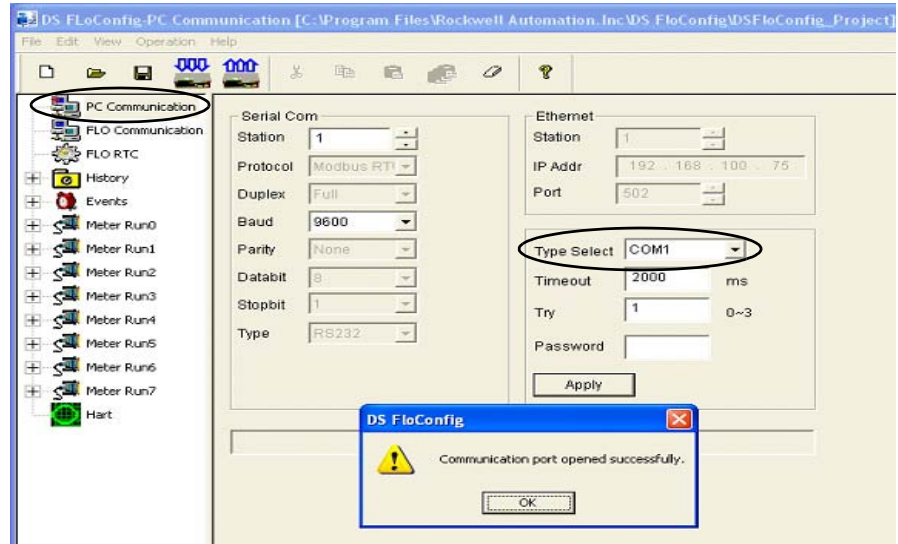 DS FLoConfig-PC Communication [C:\Program Files\Rockwell Automation.Inc\DS FloConfig\DSFloConfig_Project]
File Edit View Operation Help
PC Communication
FLO Communication
FLO RTC
History
Events
Meter Run0
Meter Run1
Meter Run2
Meter Run3
Meter Run4
Meter Run5
Meter Run6
Meter Run7
Hart
Serial Com
Station 1
Protocol Modbus RTU
Duplex Full
Baud 9600
Parity None
Databit 8
Stopbit 1
Type RS232
Ethernet
Station 1
IP Addr 192 . 168 . 100 . 75
Port 502
Type Select COM1
Timeout 2000 ms
Try 1 0~3
Password
Apply
DS FloConfig
Communication port opened successfully.
OK